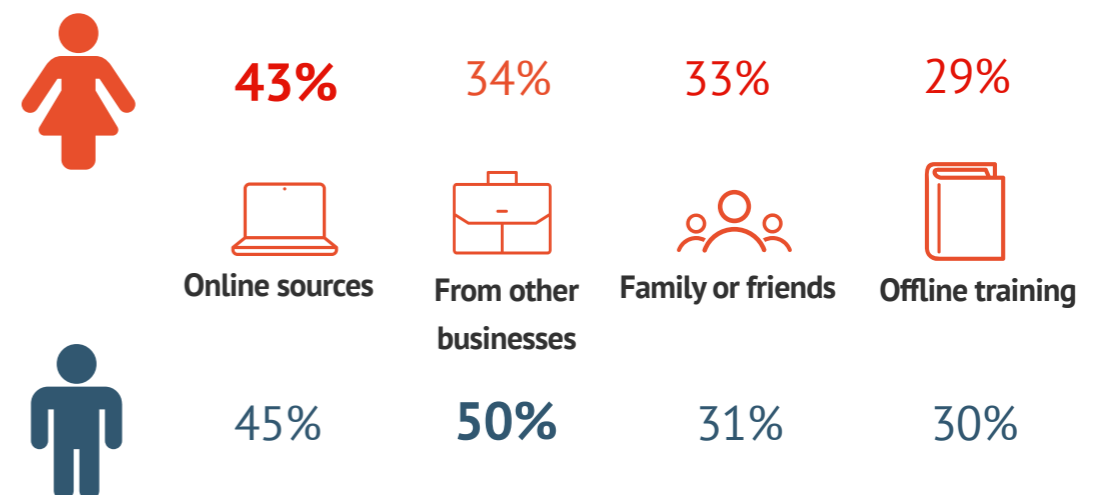 43% 34% 33% 29%
Online sources From other Family or friends Offline training
businesses
45% 50% 31% 30%